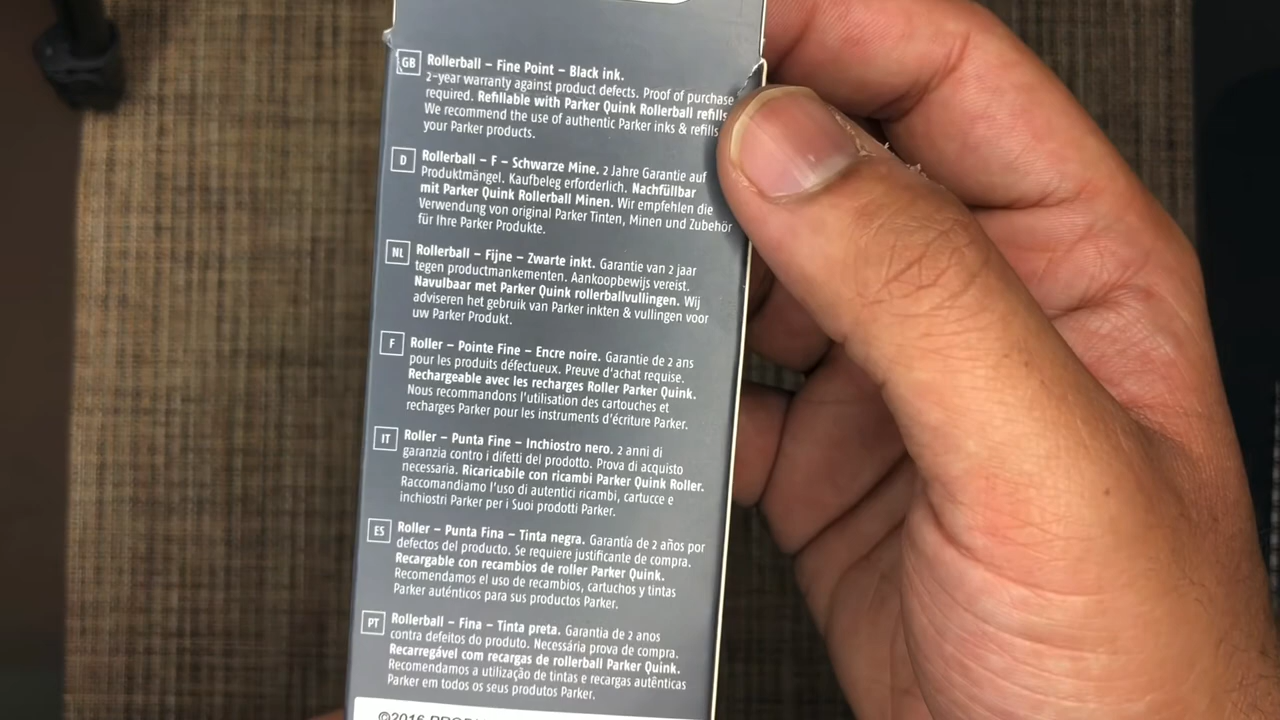 GB Rollerball – Fine Point – Black ink.
2-year warranty against product defects. Proof of purchase
required. Refillable with Parker Quink Rollerball refills.
We recommend the use of authentic Parker inks & refills
your Parker products.
D Rollerball – F – Schwarze Mine. 2 Jahre Garantie auf
Produktmängel. Kaufbeleg erforderlich. Nachfüllbar
mit Parker Quink Rollerball Minen. Wir empfehlen die
Verwendung von original Parker Tinten, Minen und Zubehör
für Ihre Parker Produkte.
NL Rollerball – Fijne – Zwarte inkt. Garantie van 2 jaar
tegen productmankementen. Aankoopbewijs vereist.
Navulbaar met Parker Quink rollerballvullingen. Wij
adviseren het gebruik van Parker inkten & vullingen voor
uw Parker Produkt.
F Roller – Pointe Fine – Encre noire. Garantie de 2 ans
pour les produits défectueux. Preuve d'achat requise.
Rechargeable avec les recharges Roller Parker Quink.
Nous recommandons l'utilisation des cartouches et
recharges Parker pour les instruments d'écriture Parker.
IT Roller – Punta Fine – Inchiostro nero. 2 anni di
garanzia contro i difetti del prodotto. Prova di acquisto
necessaria. Ricaricabile con ricambi Parker Quink Roller.
Raccomandiamo l'uso di autentici ricambi, cartucce e
inchiostri Parker per i Suoi prodotti Parker.
ES Roller – Punta Fina – Tinta negra. Garantía de 2 años por
defectos del producto. Se requiere justificante de compra.
Recargable con recambios de roller Parker Quink.
Recomendamos el uso de recambios, cartuchos y tintas
Parker auténticos para sus productos Parker.
PT Rollerball – Fina – Tinta preta. Garantia de 2 anos
contra defeitos do produto. Necessária prova de compra.
Recarregável com recargas de rollerball Parker Quink.
Recomendamos a utilização de tintas e recargas autênticas
Parker em todos os seus produtos Parker.
©2016